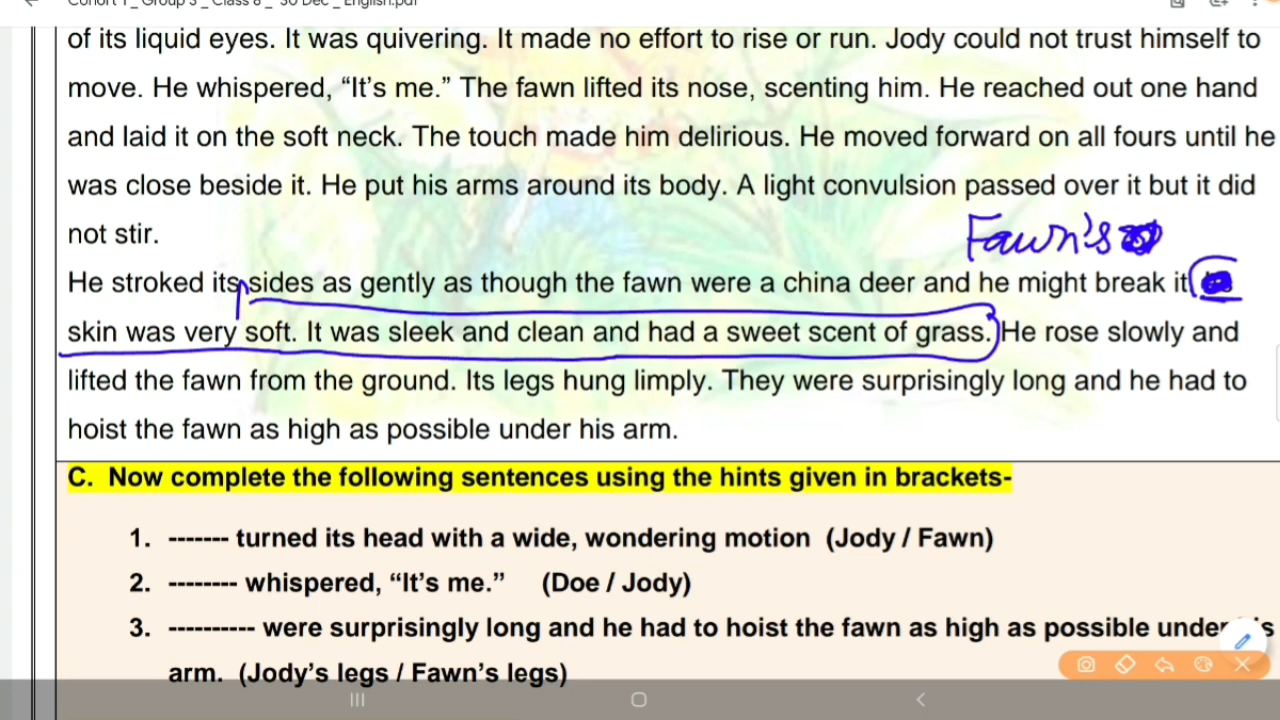 Cohort 1_ Group 3 _ Class 8 _ 30 Dec _ English.pdf
of its liquid eyes. It was quivering. It made no effort to rise or run. Jody could not trust himself to
move. He whispered, “It’s me.” The fawn lifted its nose, scenting him. He reached out one hand
and laid it on the soft neck. The touch made him delirious. He moved forward on all fours until he
was close beside it. He put his arms around its body. A light convulsion passed over it but it did
not stir.
Fawn's
He stroked its sides as gently as though the fawn were a china deer and he might break it
skin was very soft. It was sleek and clean and had a sweet scent of grass. He rose slowly and
lifted the fawn from the ground. Its legs hung limply. They were surprisingly long and he had to
hoist the fawn as high as possible under his arm.
C. Now complete the following sentences using the hints given in brackets-
1. ------- turned its head with a wide, wondering motion (Jody / Fawn)
2. -------- whispered, “It’s me.” (Doe / Jody)
3. ---------- were surprisingly long and he had to hoist the fawn as high as possible under
arm. (Jody’s legs / Fawn’s legs)